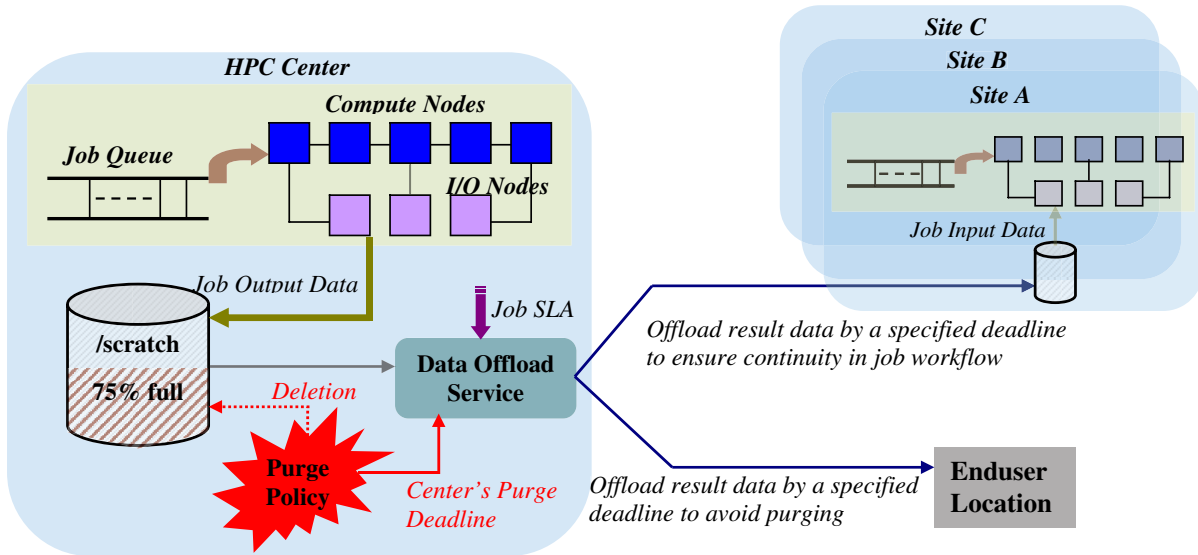 HPC Center
Compute Nodes
Job Queue
I/O Nodes
Job Output Data
/scratch
75% full
Job SLA
Data Offload
Service
Deletion
Purge
Policy
Center's Purge
Deadline
Site C
Site B
Site A
Job Input Data
Offload result data by a specified deadline
to ensure continuity in job workflow
Offload result data by a specified
deadline to avoid purging
Enduser
Location